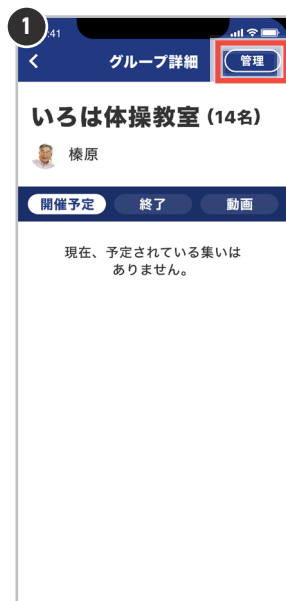 1
:41
グループ詳細
管理
いろは体操教室 (14名)
榛原
開催予定 終了 動画
現在、予定されている集いは
ありません。